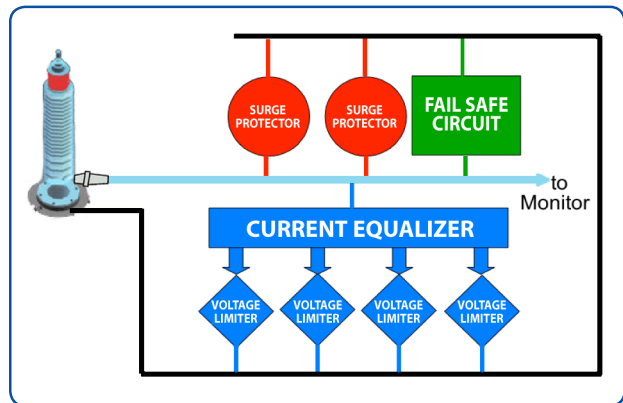 SURGE
PROTECTOR
SURGE
PROTECTOR
FAIL SAFE
CIRCUIT
to
Monitor
CURRENT EQUALIZER
VOLTAGE
LIMITER
VOLTAGE
LIMITER
VOLTAGE
LIMITER
VOLTAGE
LIMITER